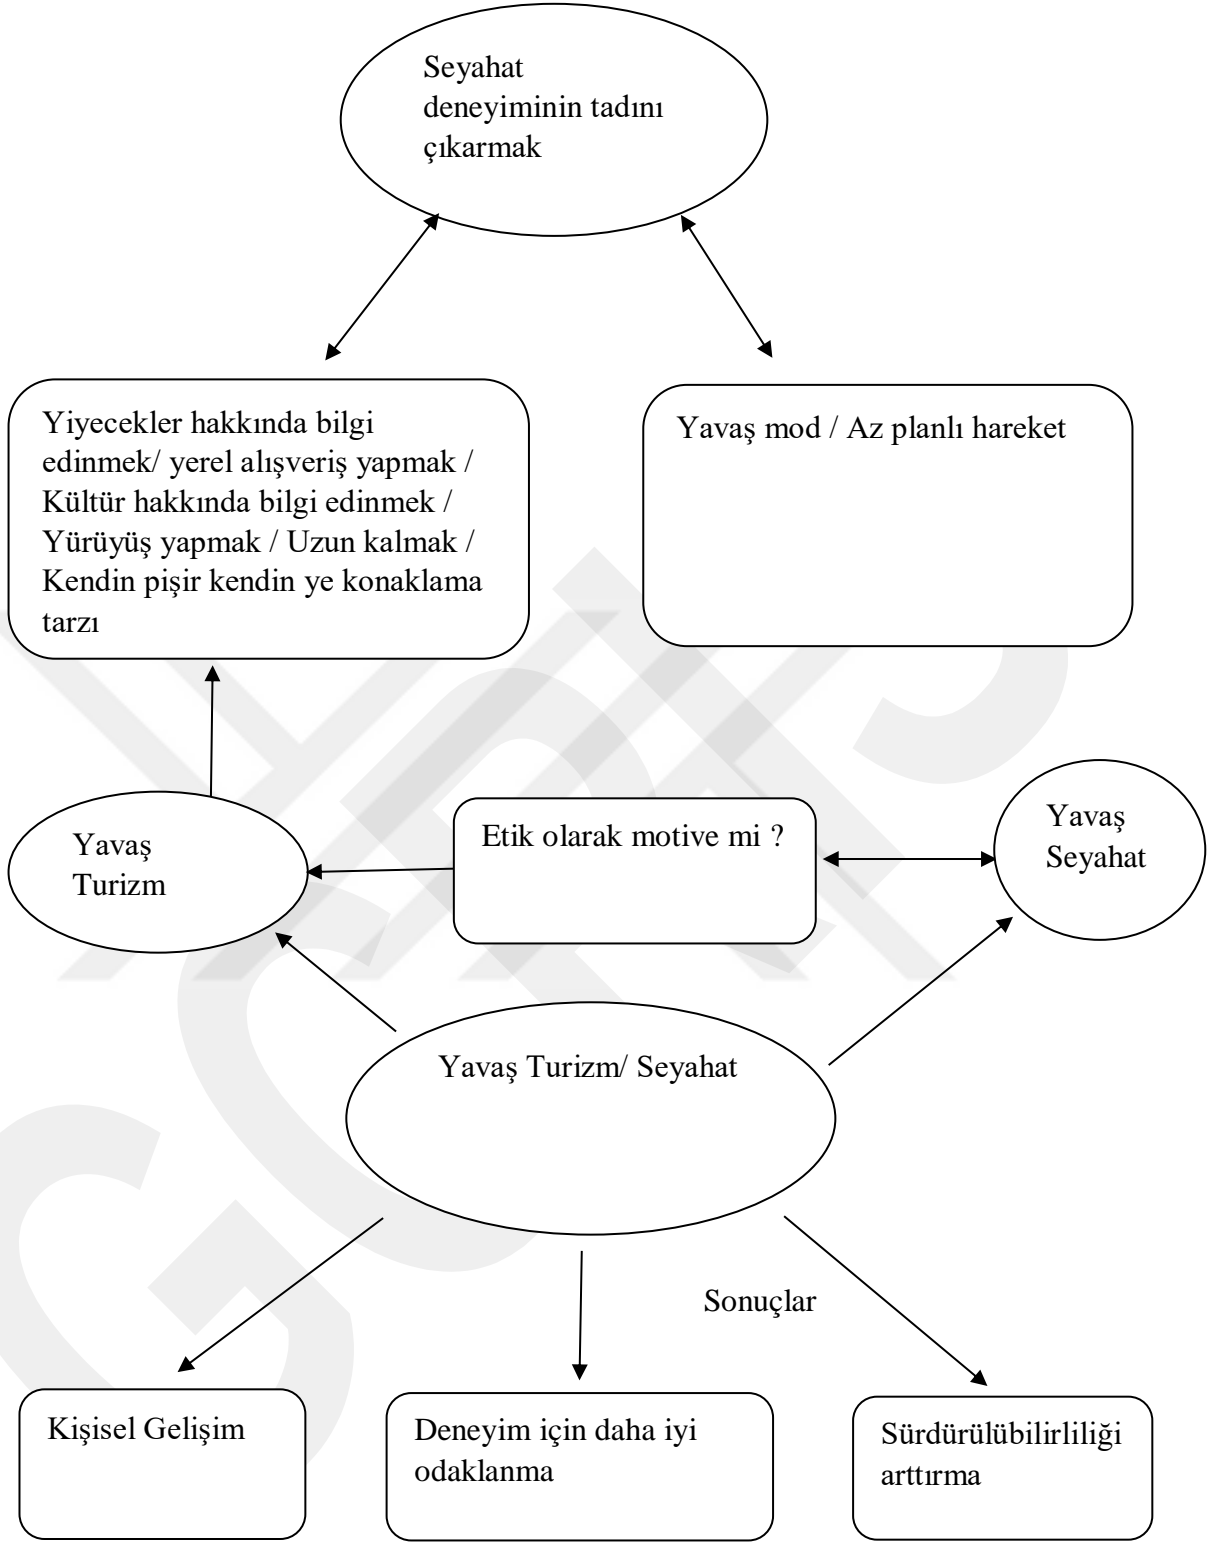 Seyahat
deneyiminin tadını
çıkarmak
Yiyecekler hakkında bilgi
edinmek/ yerel alışveriş yapmak /
Kültür hakkında bilgi edinmek /
Yürüyüş yapmak / Uzun kalmak /
Kendin pişir kendin ye konaklama
tarzı
Yavaş mod / Az planlı hareket
Yavaş
Turizm
Etik olarak motive mi ?
Yavaş
Seyahat
Yavaş Turizm/ Seyahat
Sonuçlar
Kişisel Gelişim
Deneyim için daha iyi
odaklanma
Sürdürülübilirliliği
arttırma